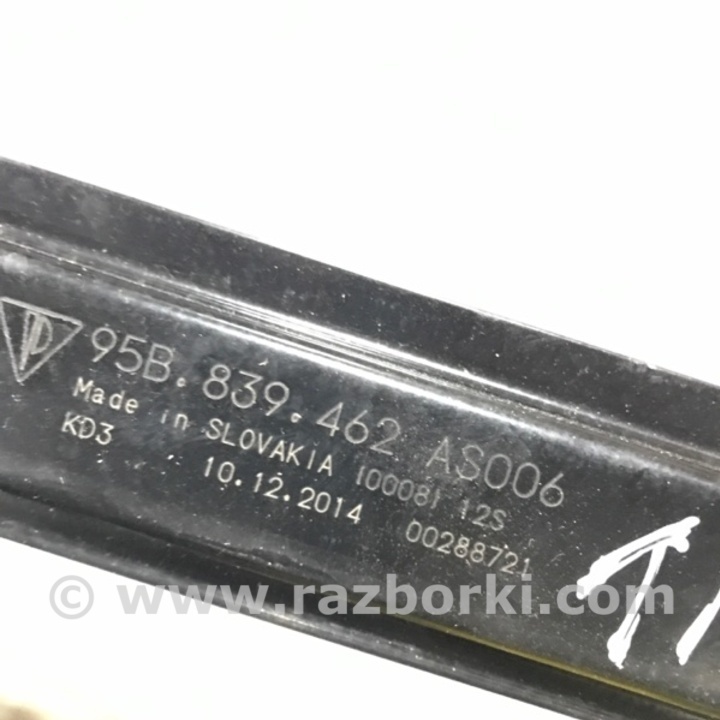 95B.839.462 AS006
Made in SLOVAKIA 100081 12S
KD3 10.12.2014 00288721
© www.razborki.com